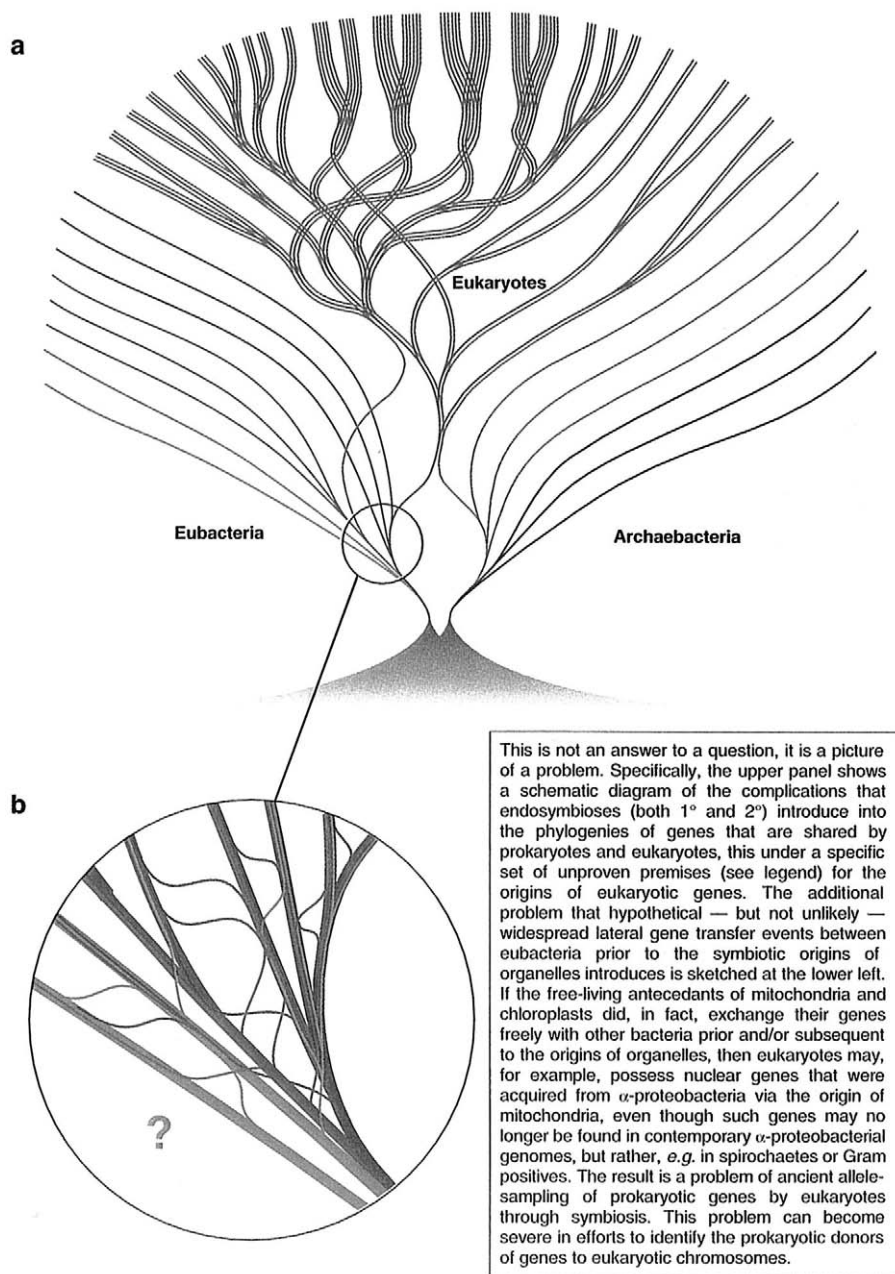 a
Eukaryotes
Eubacteria
Archaebacteria
b
?
This is not an answer to a question, it is a picture
of a problem. Specifically, the upper panel shows
a schematic diagram of the complications that
endosymbioses (both 1° and 2°) introduce into
the phylogenies of genes that are shared by
prokaryotes and eukaryotes, this under a specific
set of unproven premises (see legend) for the
origins of eukaryotic genes. The additional
problem that hypothetical — but not unlikely —
widespread lateral gene transfer events between
eubacteria prior to the symbiotic origins of
organelles introduces is sketched at the lower left.
If the free-living antecedants of mitochondria and
chloroplasts did, in fact, exchange their genes
freely with other bacteria prior and/or subsequent
to the origins of organelles, then eukaryotes may,
for example, possess nuclear genes that were
acquired from α-proteobacteria via the origin of
mitochondria, even though such genes may no
longer be found in contemporary α-proteobacterial
genomes, but rather, e.g. in spirochaetes or Gram
positives. The result is a problem of ancient allele-
sampling of prokaryotic genes by eukaryotes
through symbiosis. This problem can become
severe in efforts to identify the prokaryotic donors
of genes to eukaryotic chromosomes.